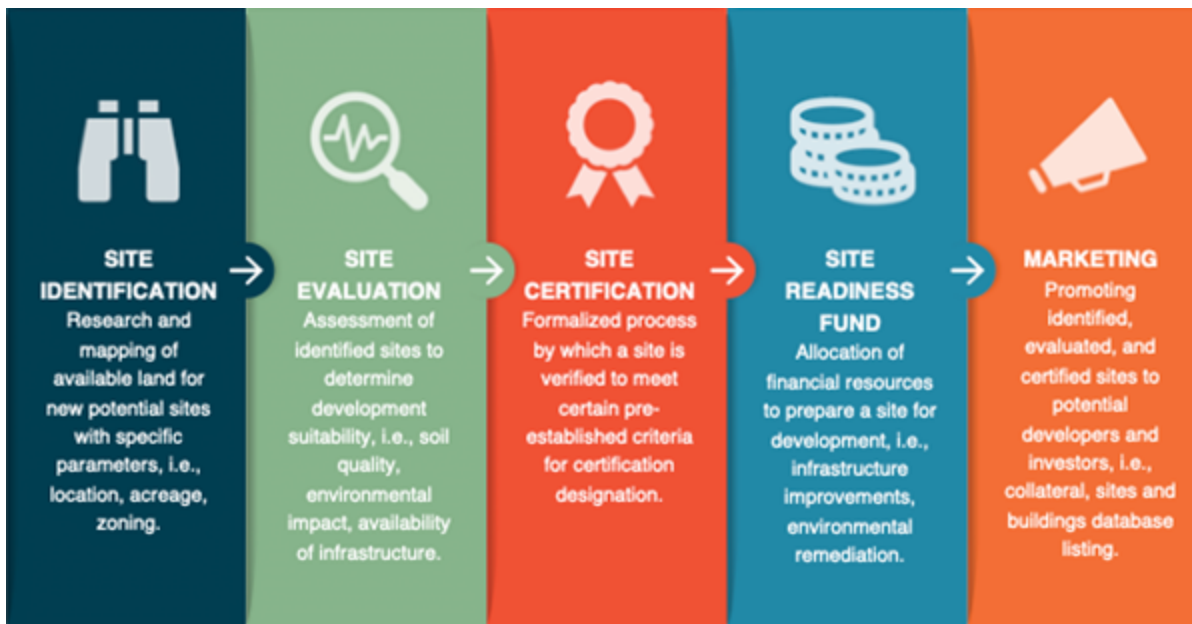 SITE
IDENTIFICATION
Research and
mapping of
available land for
new potential sites
with specific
parameters, i.e.,
location, acreage,
zoning.
SITE
EVALUATION
Assessment of
identified sites to
determine
development
suitability, i.e., soil
quality,
environmental
impact, availability
of infrastructure.
SITE
CERTIFICATION
Formalized process
by which a site is
verified to meet
certain pre-
established criteria
for certification
designation.
SITE
READINESS
FUND
Allocation of
financial resources
to prepare a site for
development, i.e.,
infrastructure
improvements,
environmental
remediation.
MARKETING
Promoting
identified,
evaluated, and
certified sites to
potential
developers and
investors, i.e.,
collateral, sites and
buildings database
listing.